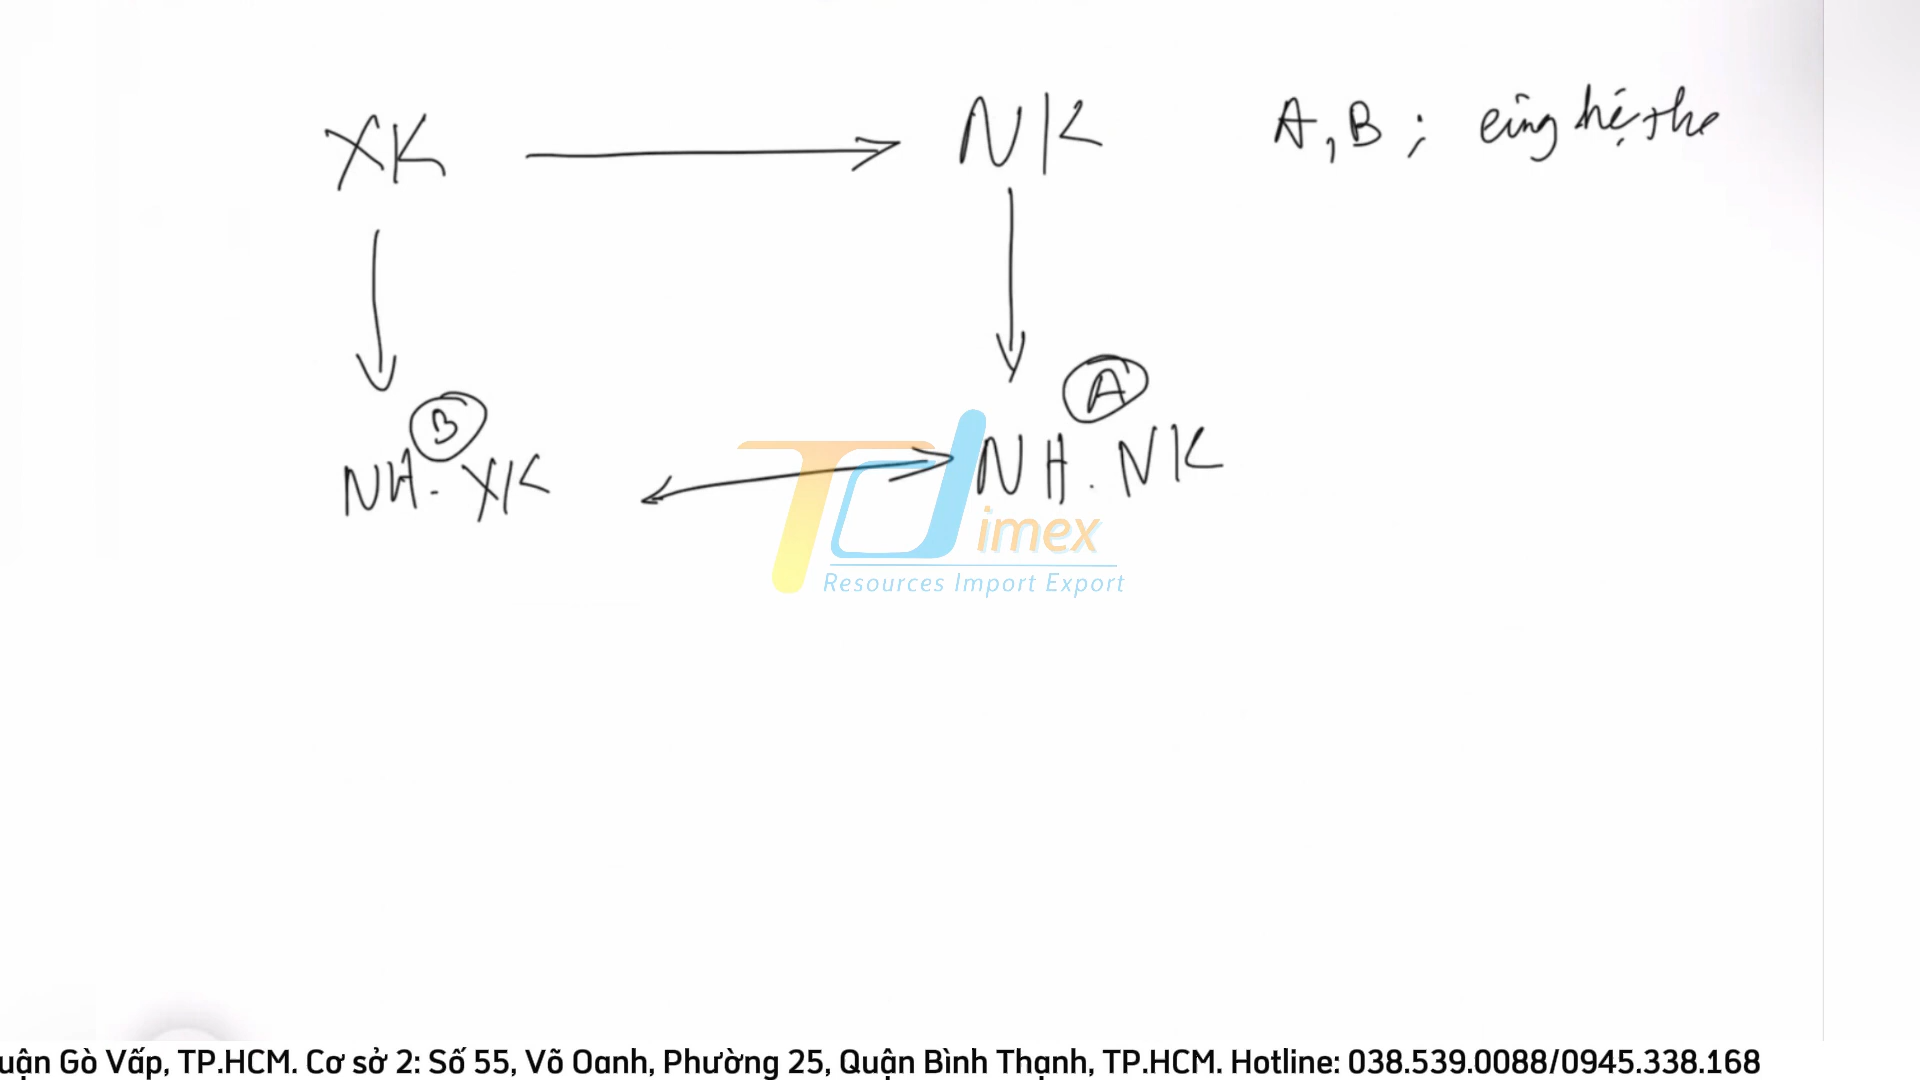 XK NK A, B ; cùng hệ thố
B A
NH. XK NH. NK
Td imex
Resources Import Export
uận Gò Vấp, TP.HCM. Cơ sở 2: Số 55, Võ Oanh, Phường 25, Quận Bình Thạnh, TP.HCM. Hotline: 038.539.0088/0945.338.168